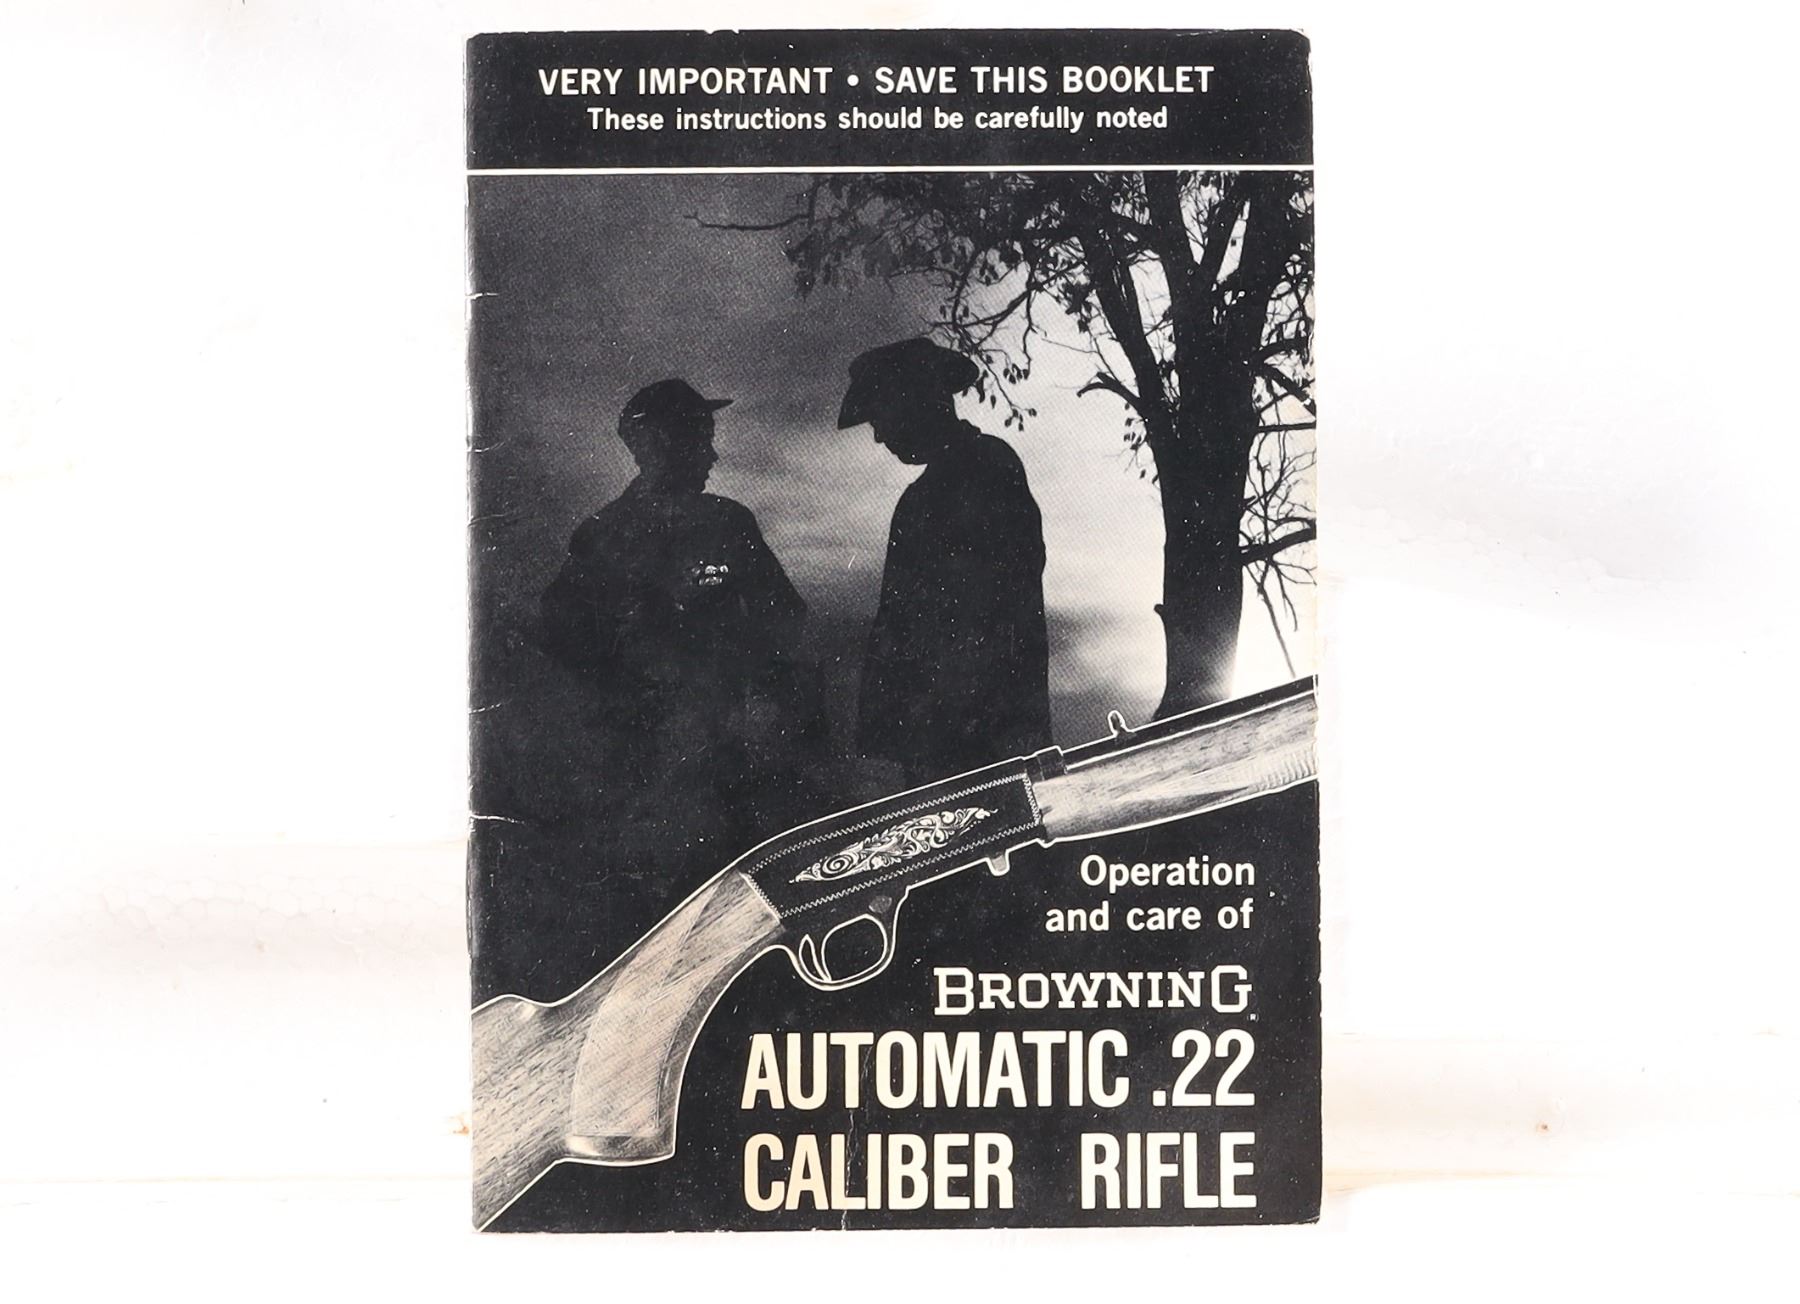 VERY IMPORTANT • SAVE THIS BOOKLET
These instructions should be carefully noted
Operation
and care of
BROWNING®
AUTOMATIC .22
CALIBER RIFLE